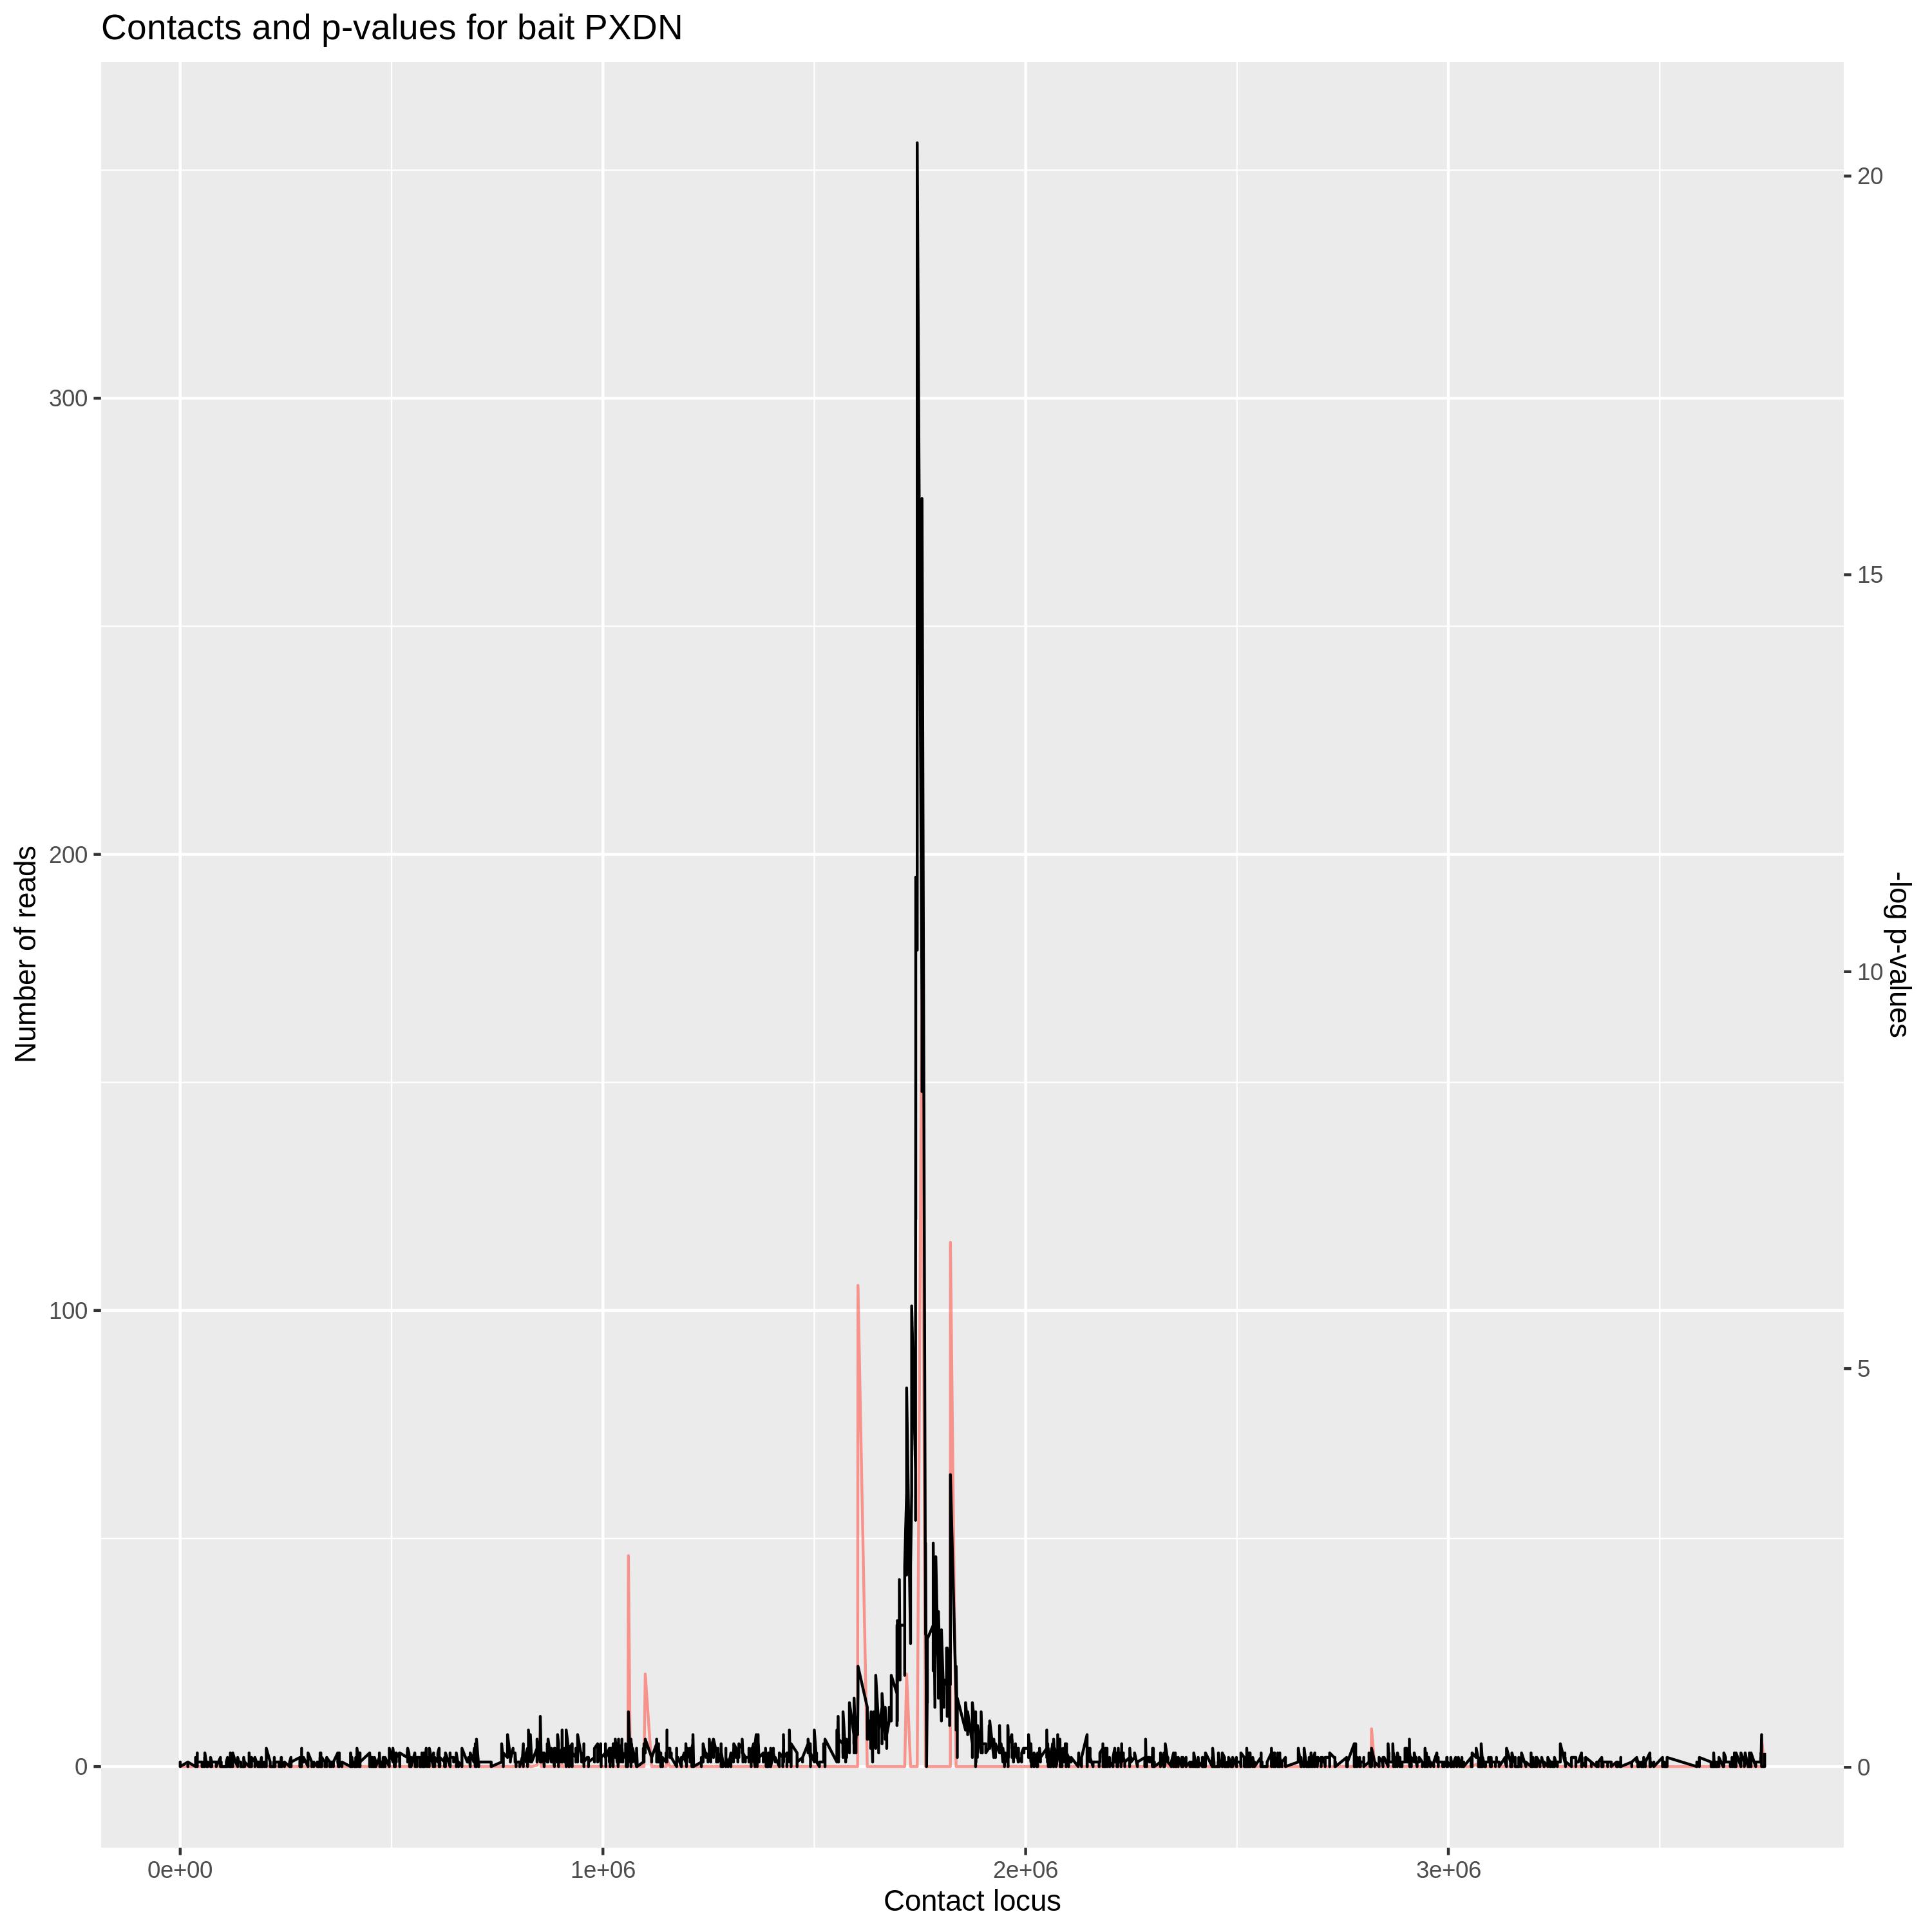 Contacts and p-values for bait PXDN
Number of reads
300
200
100
0
20
15
10
5
0
-log p-values
0e+00 1e+06 2e+06 3e+06
Contact locus